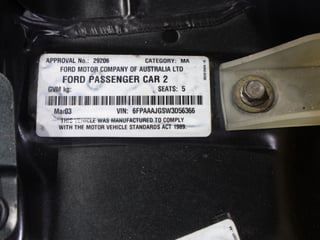 APPROVAL No.: 29206 CATEGORY: MA
FORD MOTOR COMPANY OF AUSTRALIA LTD
FORD PASSENGER CAR 2
GVM kg: SEATS: 5
Mar03 VIN: 6FPAAAJGSW3D56366
THIS VEHICLE WAS MANUFACTURED TO COMPLY
WITH THE MOTOR VEHICLE STANDARDS ACT 1989.